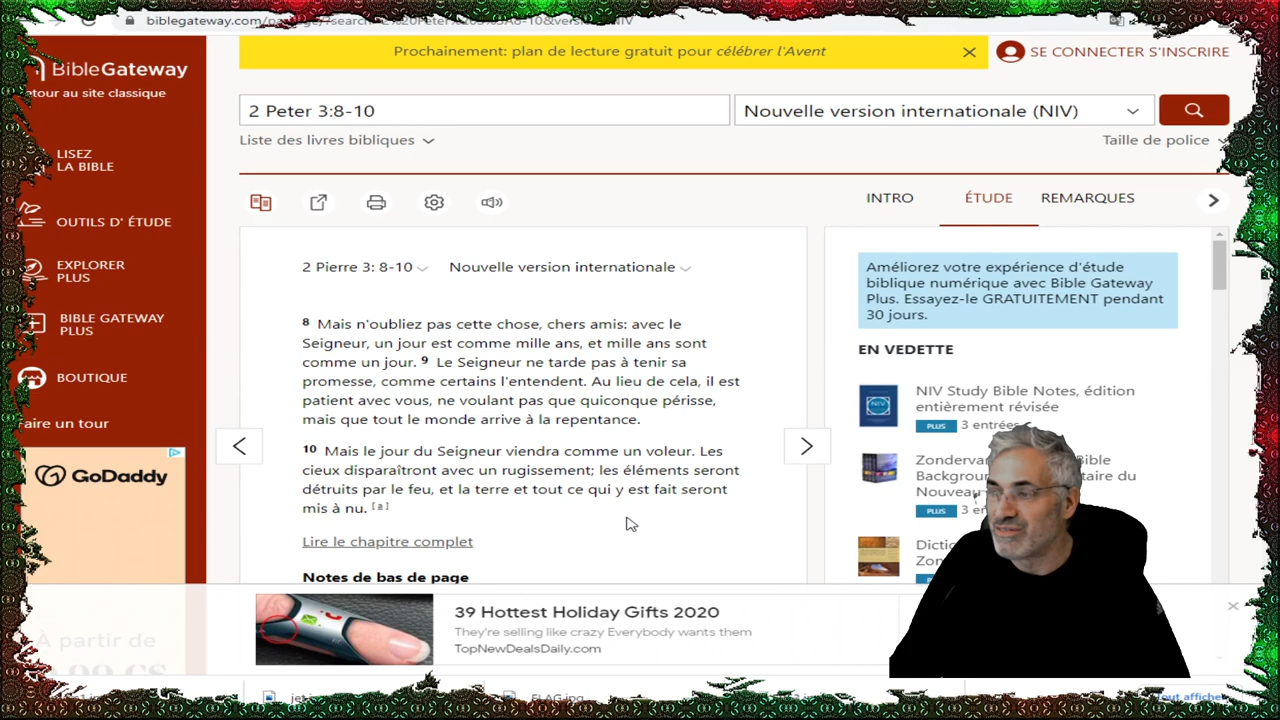 biblegateway.com/
Prochainement: plan de lecture gratuit pour célébrer l'Avent
SE CONNECTER S'INSCRIRE
BibleGateway
etour au site classique
2 Peter 3:8-10
Nouvelle version internationale (NIV)
Liste des livres bibliques
Taille de police
LISEZ
LA BIBLE
OUTILS D' ÉTUDE
EXPLORER
PLUS
BIBLE GATEWAY
PLUS
BOUTIQUE
aire un tour
GoDaddy
À partir de
INTRO
ÉTUDE
REMARQUES
2 Pierre 3: 8-10
Nouvelle version internationale
8 Mais n'oubliez pas cette chose, chers amis: avec le
Seigneur, un jour est comme mille ans, et mille ans sont
comme un jour. 9 Le Seigneur ne tarde pas à tenir sa
promesse, comme certains l'entendent. Au lieu de cela, il est
patient avec vous, ne voulant pas que quiconque périsse,
mais que tout le monde arrive à la repentance.
10 Mais le jour du Seigneur viendra comme un voleur. Les
cieux disparaîtront avec un rugissement; les éléments seront
détruits par le feu, et la terre et tout ce qui y est fait seront
mis à nu. [a]
Lire le chapitre complet
Notes de bas de page
Améliorez votre expérience d'étude
biblique numérique avec Bible Gateway
Plus. Essayez-le GRATUITEMENT pendant
30 jours.
EN VEDETTE
NIV Study Bible Notes, édition
entièrement révisée
PLUS 3 entrées
Bible
PLUS
39 Hottest Holiday Gifts 2020
They're selling like crazy Everybody wants them
TopNewDealsDaily.com
FLAG.jpg